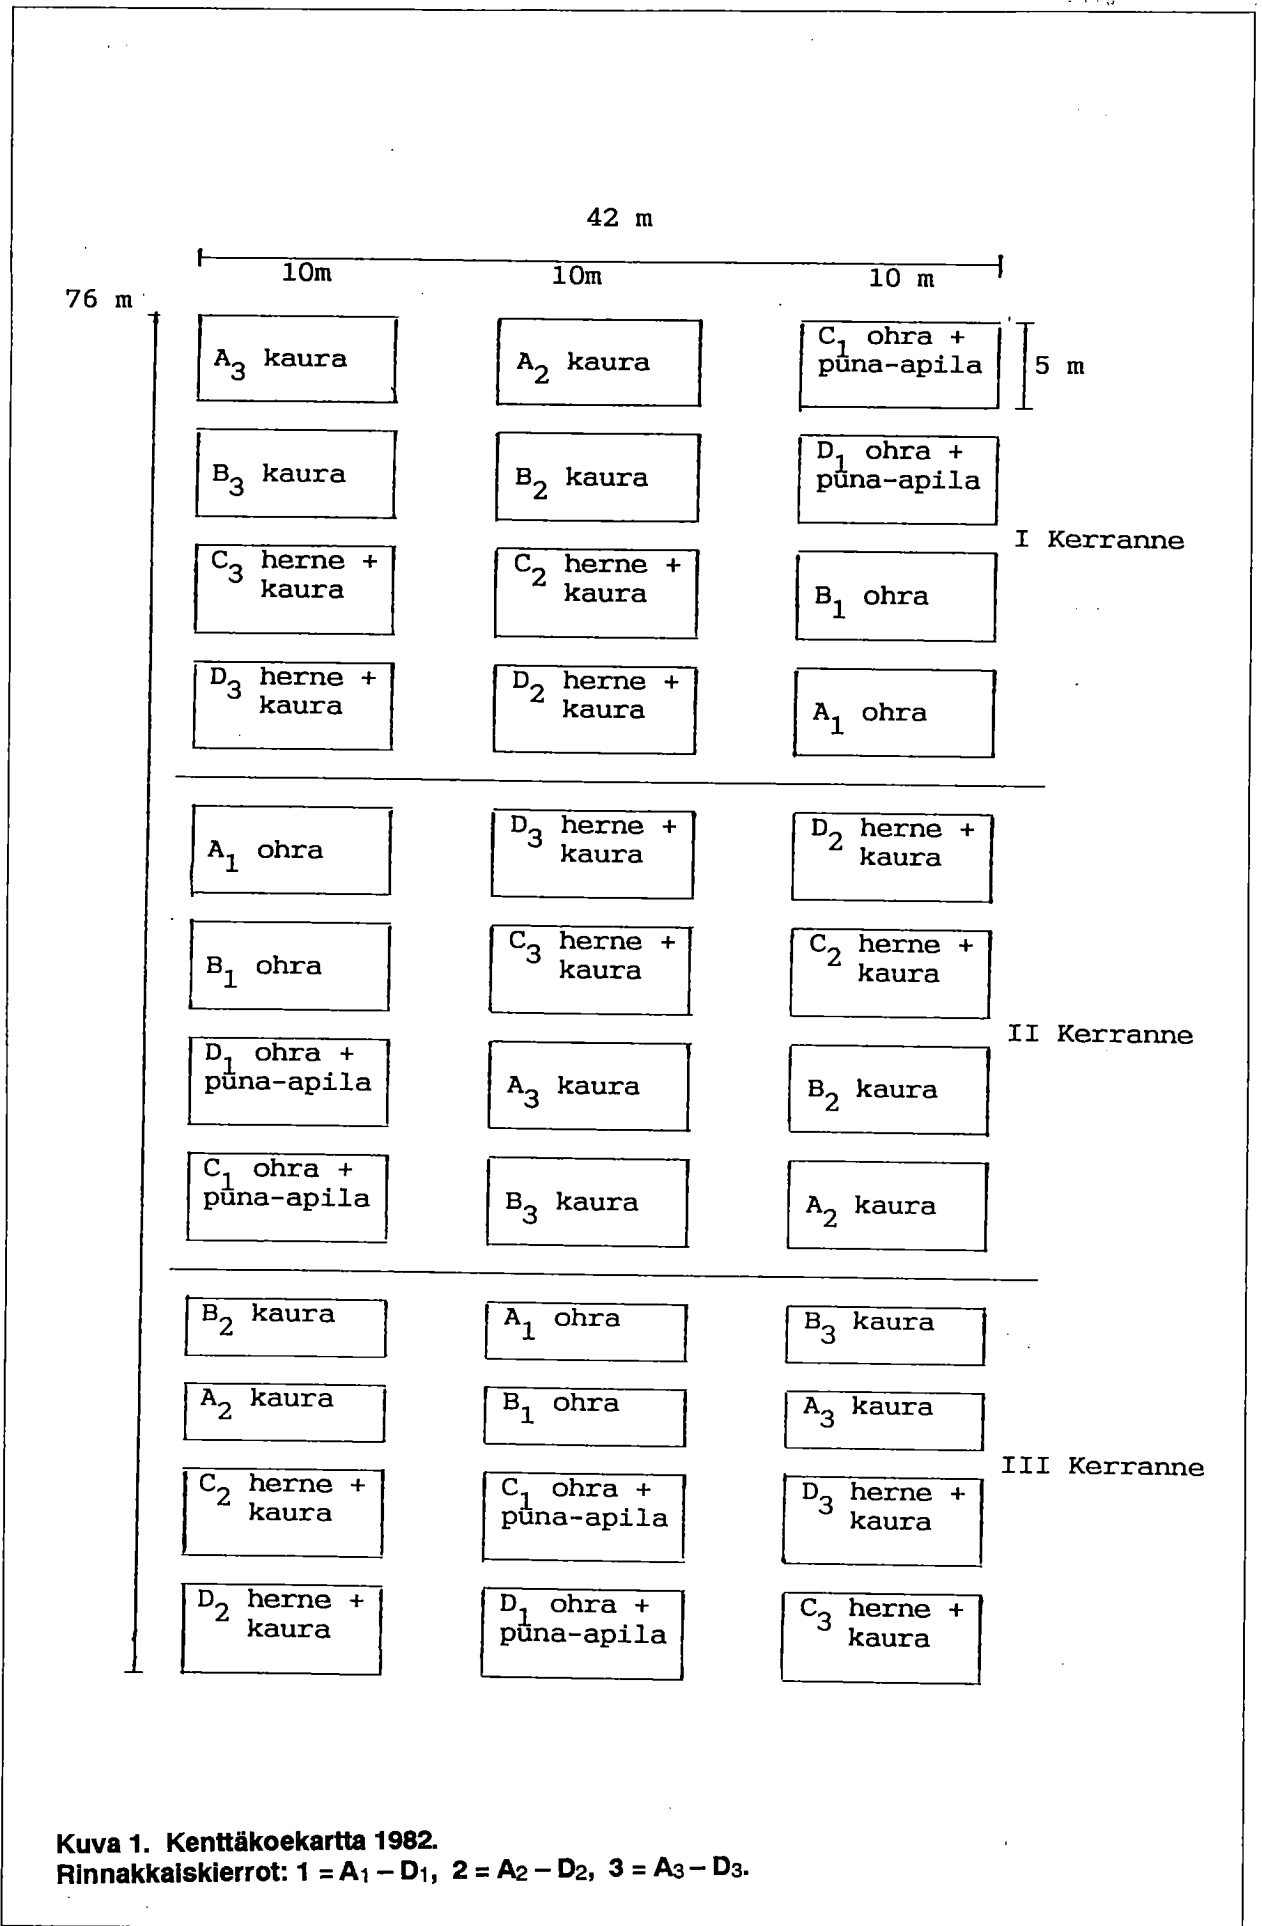 42 m
10m 10m 10 m
76 m
A3 kaura
A2 kaura
C1 ohra +
puna-apila
5 m
B3 kaura
B2 kaura
D1 ohra +
puna-apila
I Kerranne
C3 herne +
kaura
C2 herne +
kaura
B1 ohra
D3 herne +
kaura
D2 herne +
kaura
A1 ohra
A1 ohra
D3 herne +
kaura
D2 herne +
kaura
B1 ohra
C3 herne +
kaura
C2 herne +
kaura
II Kerranne
D1 ohra +
puna-apila
A3 kaura
B2 kaura
C1 ohra +
puna-apila
B3 kaura
A2 kaura
B2 kaura
A1 ohra
B3 kaura
A2 kaura
B1 ohra
A3 kaura
III Kerranne
C2 herne +
kaura
C1 ohra +
puna-apila
D3 herne +
kaura
D2 herne +
kaura
D1 ohra +
puna-apila
C3 herne +
kaura
Kuva 1. Kenttäkoekartta 1982.
Rinnakkaiskierrot: 1 = A1 – D1, 2 = A2 – D2, 3 = A3 – D3.